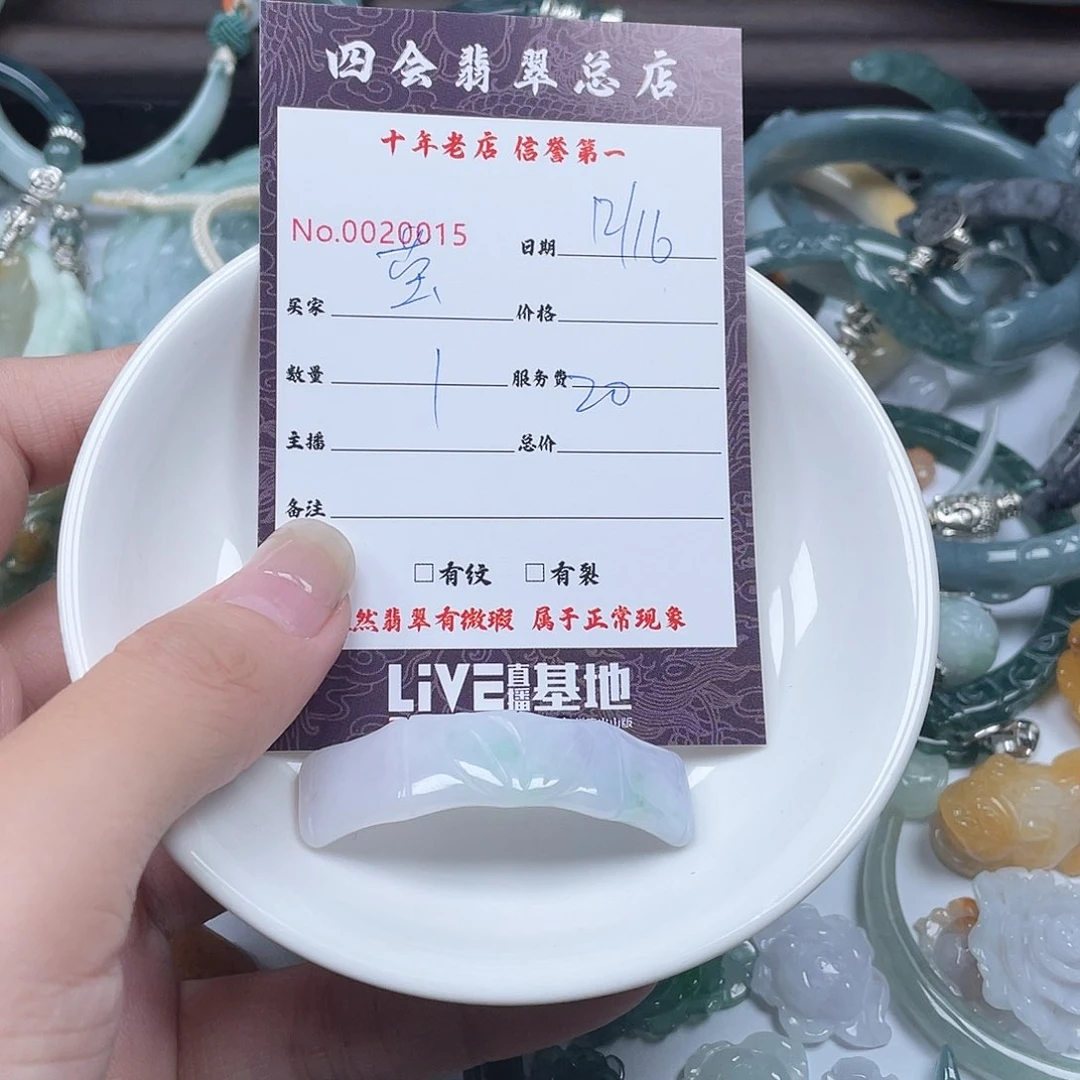 四会翡翠总店
十年老店 信誉第一
No.0020015 日期 12/16
买家 价格
数量 1 服务费 20
主播 总价
备注
□有纹 □有裂
然翡翠有微瑕 属于正常现象
LiVE直播基地